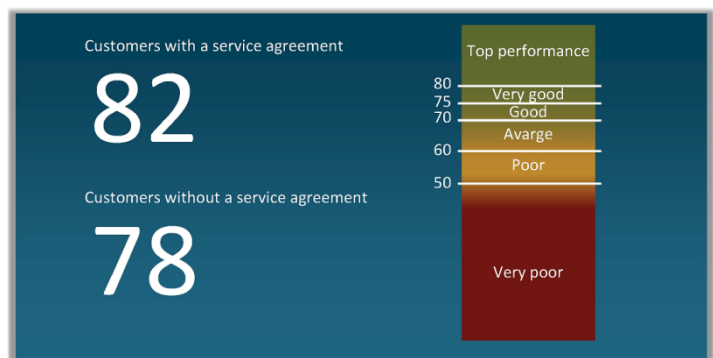 Customers with a service agreement
82
Customers without a service agreement
78
Top performance
80
Very good
75
Good
70
Avarge
60
Poor
50
Very poor